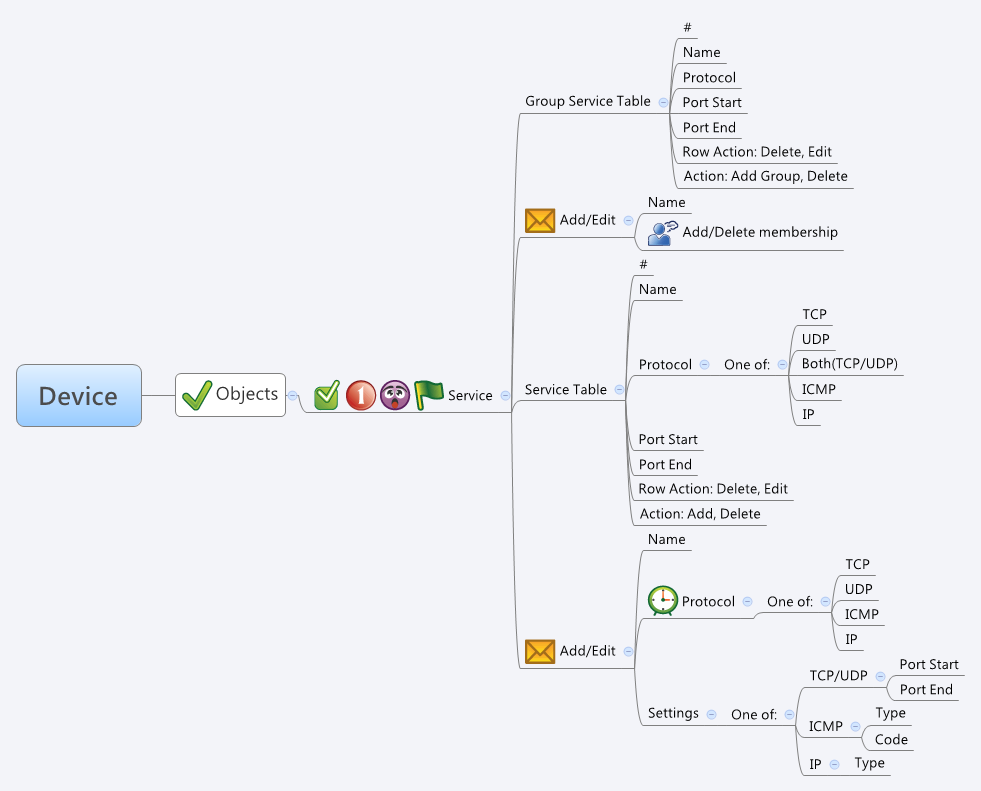 Device
Objects
1
Service
Group Service Table
#
Name
Protocol
Port Start
Port End
Row Action: Delete, Edit
Action: Add Group, Delete
Add/Edit
Name
Add/Delete membership
Service Table
#
Name
Protocol
One of:
TCP
UDP
Both(TCP/UDP)
ICMP
IP
Port Start
Port End
Row Action: Delete, Edit
Action: Add, Delete
Add/Edit
Name
Protocol
One of:
TCP
UDP
ICMP
IP
Settings
One of:
TCP/UDP
Port Start
Port End
ICMP
Type
Code
IP
Type